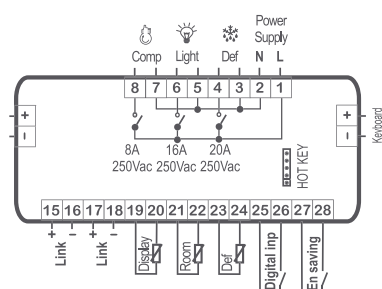 Power
Supply
Comp Light Def N L
8 7 6 5 4 3 2 1
8A 16A 20A
250Vac 250Vac 250Vac
HOT KEY
+
-
+
-
Keyboard
15 16 17 18 19 20 21 22 23 24 25 26 27 28
+ - + -
Link
Link
Display
Room
Def
Digital inp
En saving